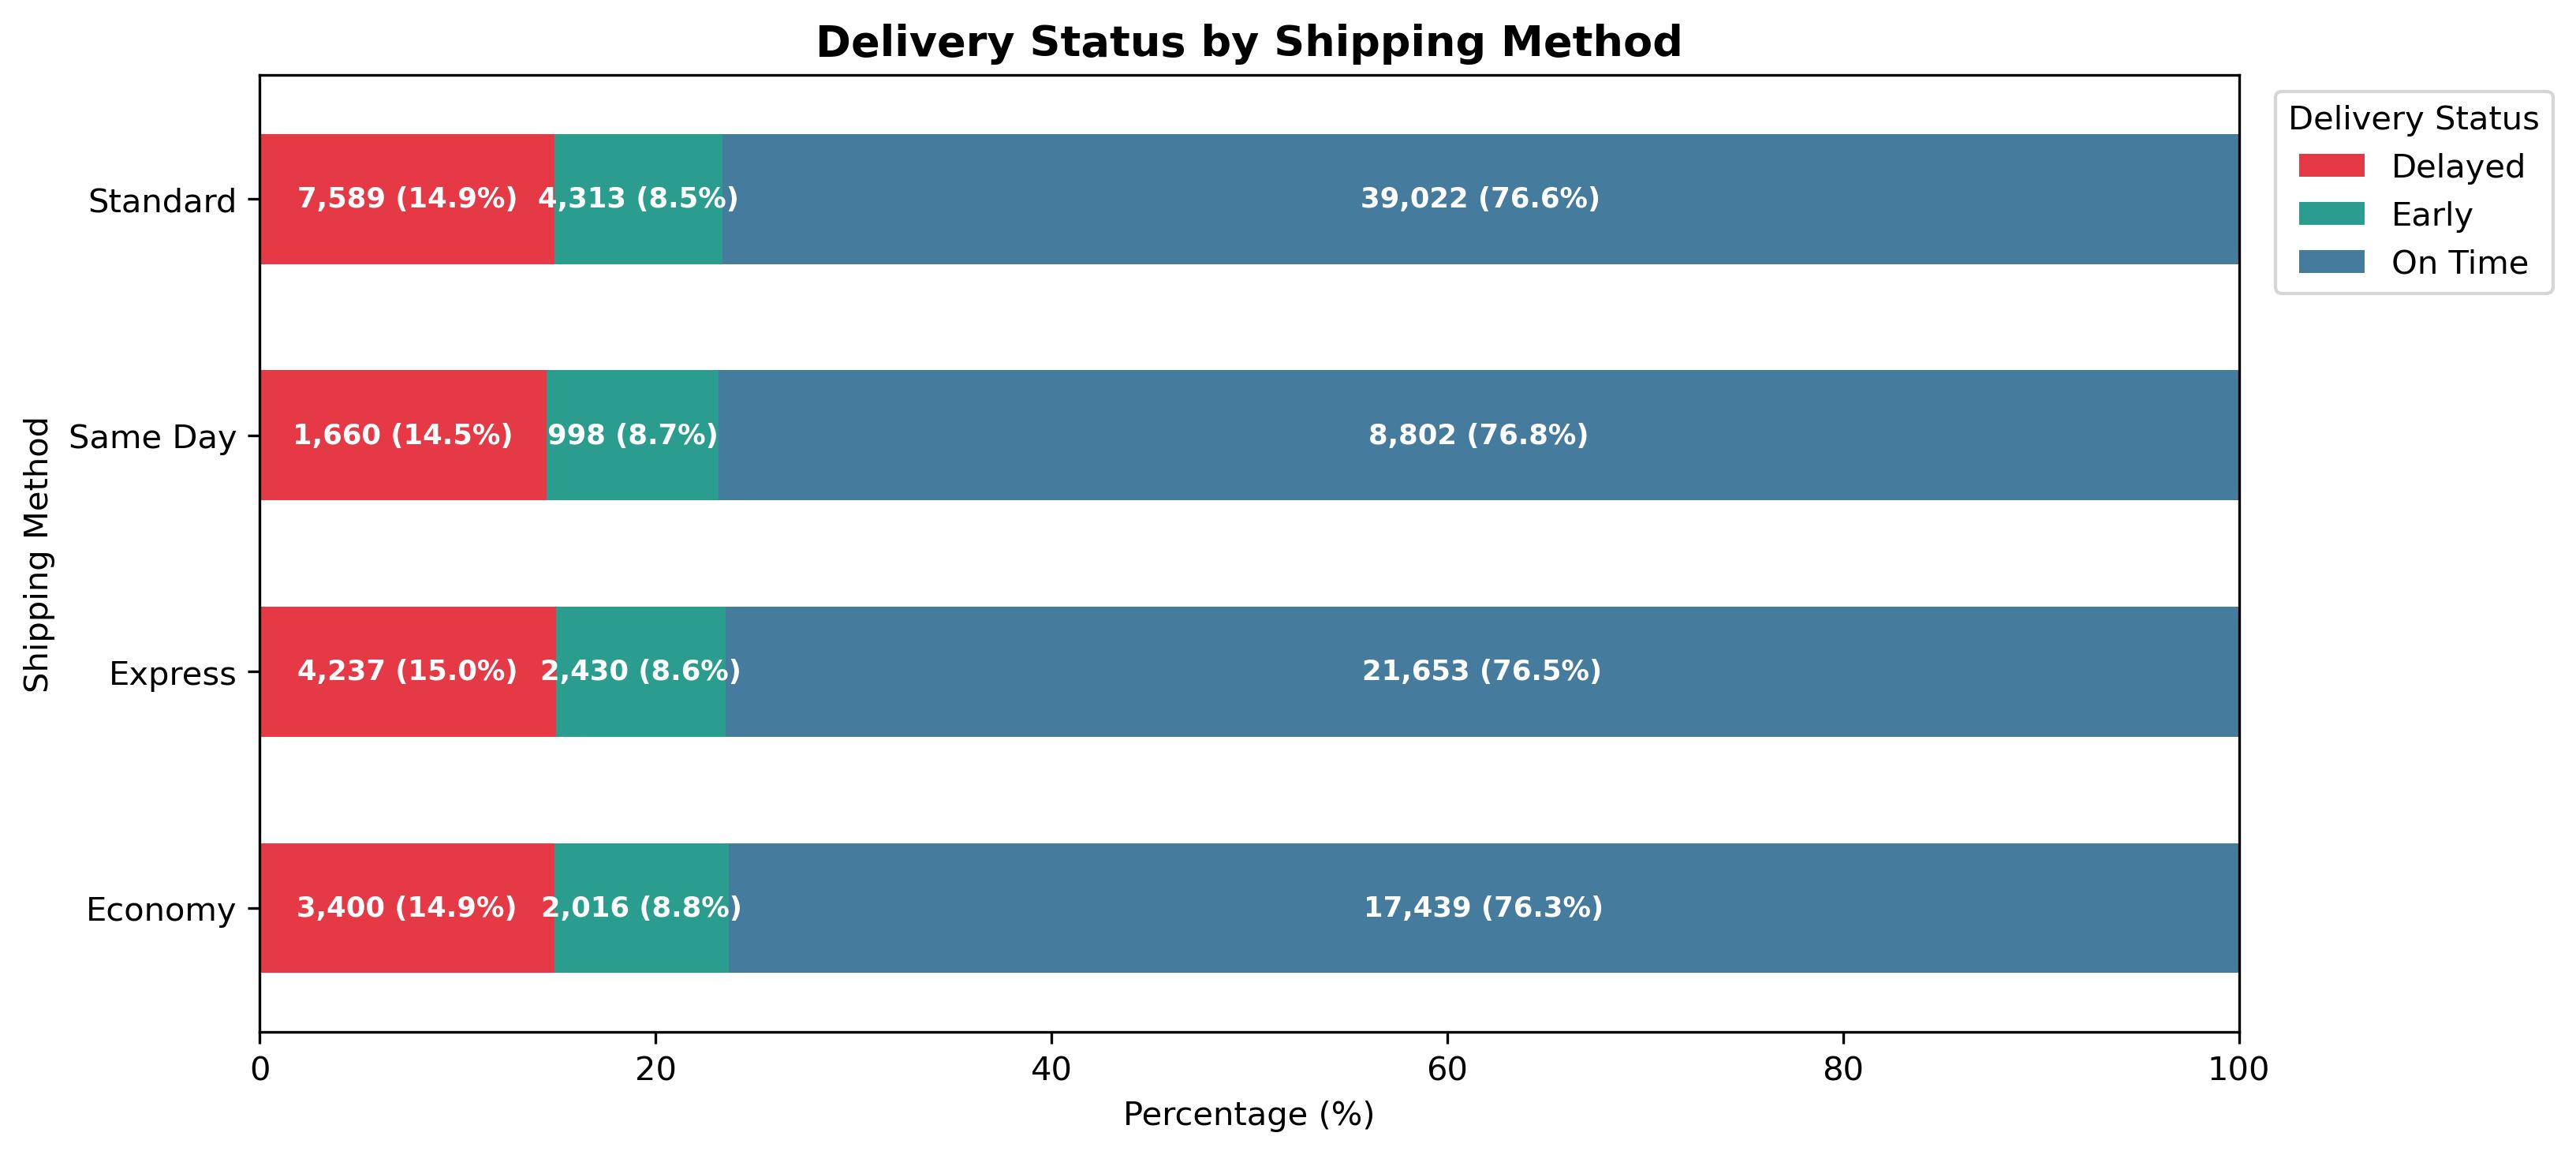 Delivery Status by Shipping Method
Delivery Status
Delayed
Early
On Time
Shipping Method
Standard
7,589 (14.9%) 4,313 (8.5%) 39,022 (76.6%)
Same Day
1,660 (14.5%) 998 (8.7%) 8,802 (76.8%)
Express
4,237 (15.0%) 2,430 (8.6%) 21,653 (76.5%)
Economy
3,400 (14.9%) 2,016 (8.8%) 17,439 (76.3%)
0 20 40 60 80 100
Percentage (%)